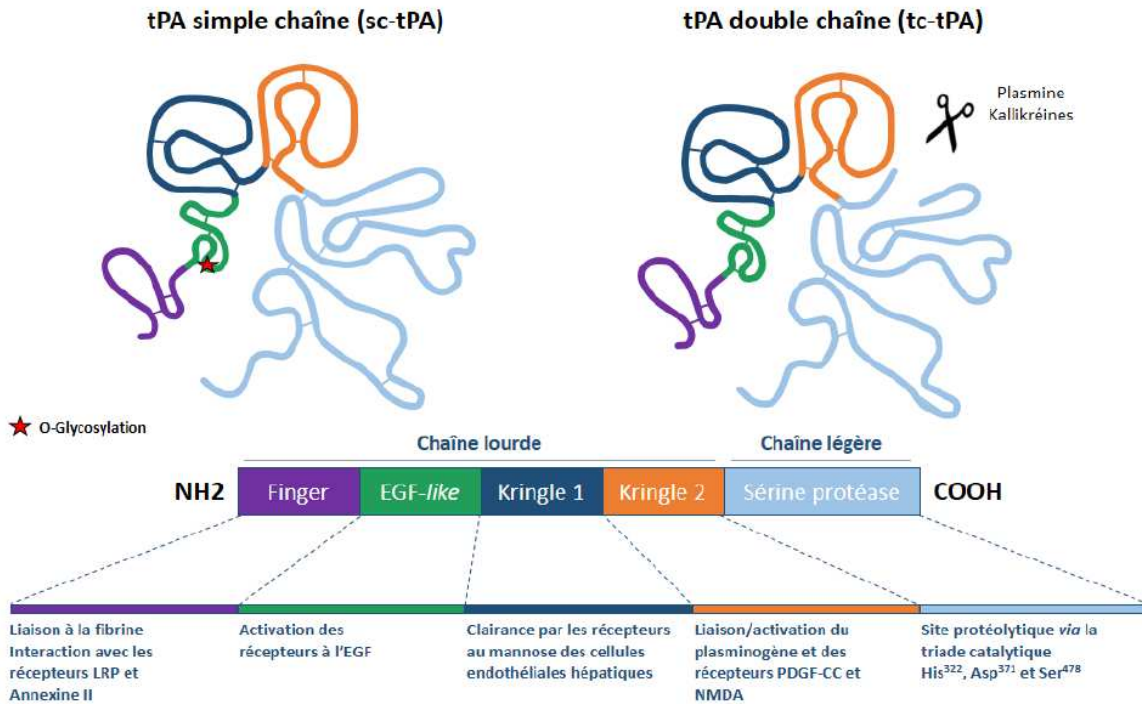 tPA simple chaîne (sc-tPA)
tPA double chaîne (tc-tPA)
Plasmine
Kallikréines
O-Glycosylation
Chaîne lourde
Chaîne légère
NH2
Finger
EGF-like
Kringle 1
Kringle 2
Sérine protéase
COOH
Liaison à la fibrine
Interaction avec les
récepteurs LRP et
Annexine II
Activation des
récepteurs à l'EGF
Clairance par les récepteurs
au mannose des cellules
endothéliales hépatiques
Liaison/activation du
plasminogène et des
récepteurs PDGF-CC et
NMDA
Site protéolytique via la
triade catalytique
His³²², Asp³⁷¹ et Ser⁴⁷⁸